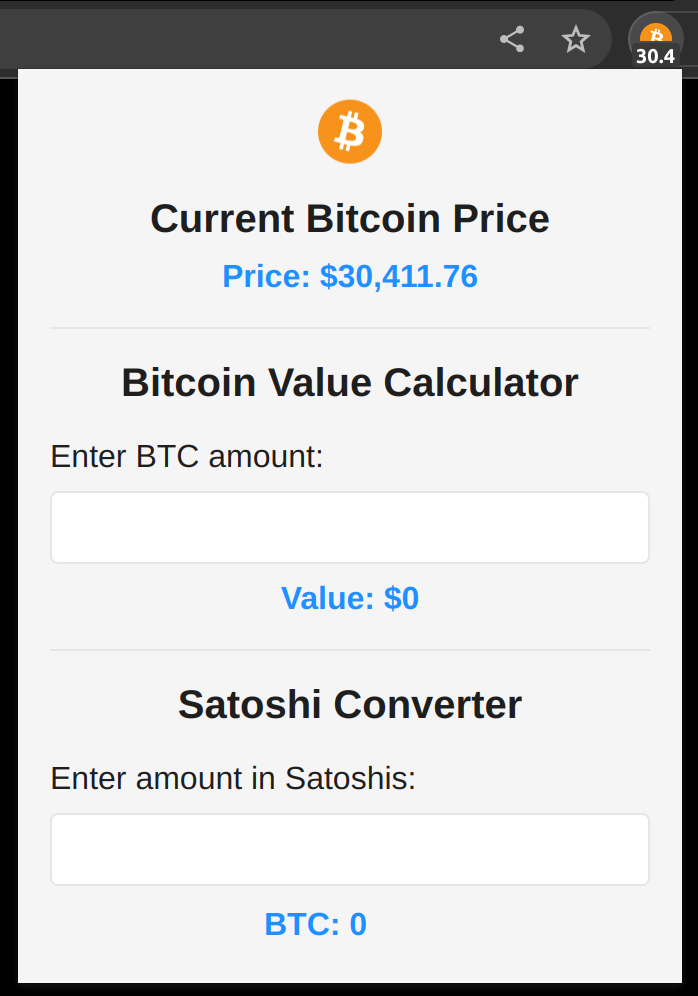 30.4
Current Bitcoin Price
Price: $30,411.76
Bitcoin Value Calculator
Enter BTC amount:
Value: $0
Satoshi Converter
Enter amount in Satoshis:
BTC: 0